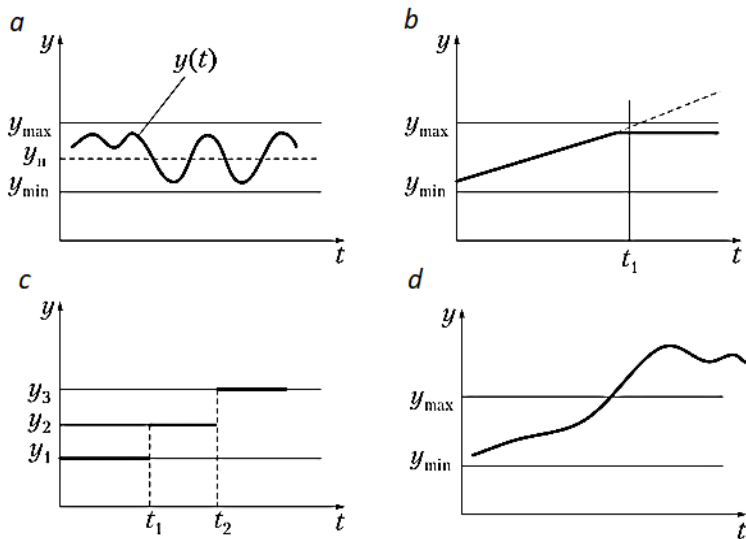 a
y
y(t)
y_max
y_н
y_min
t
b
y
y_max
y_min
t_1
t
c
y
y_3
y_2
y_1
t_1
t_2
t
d
y
y_max
y_min
t